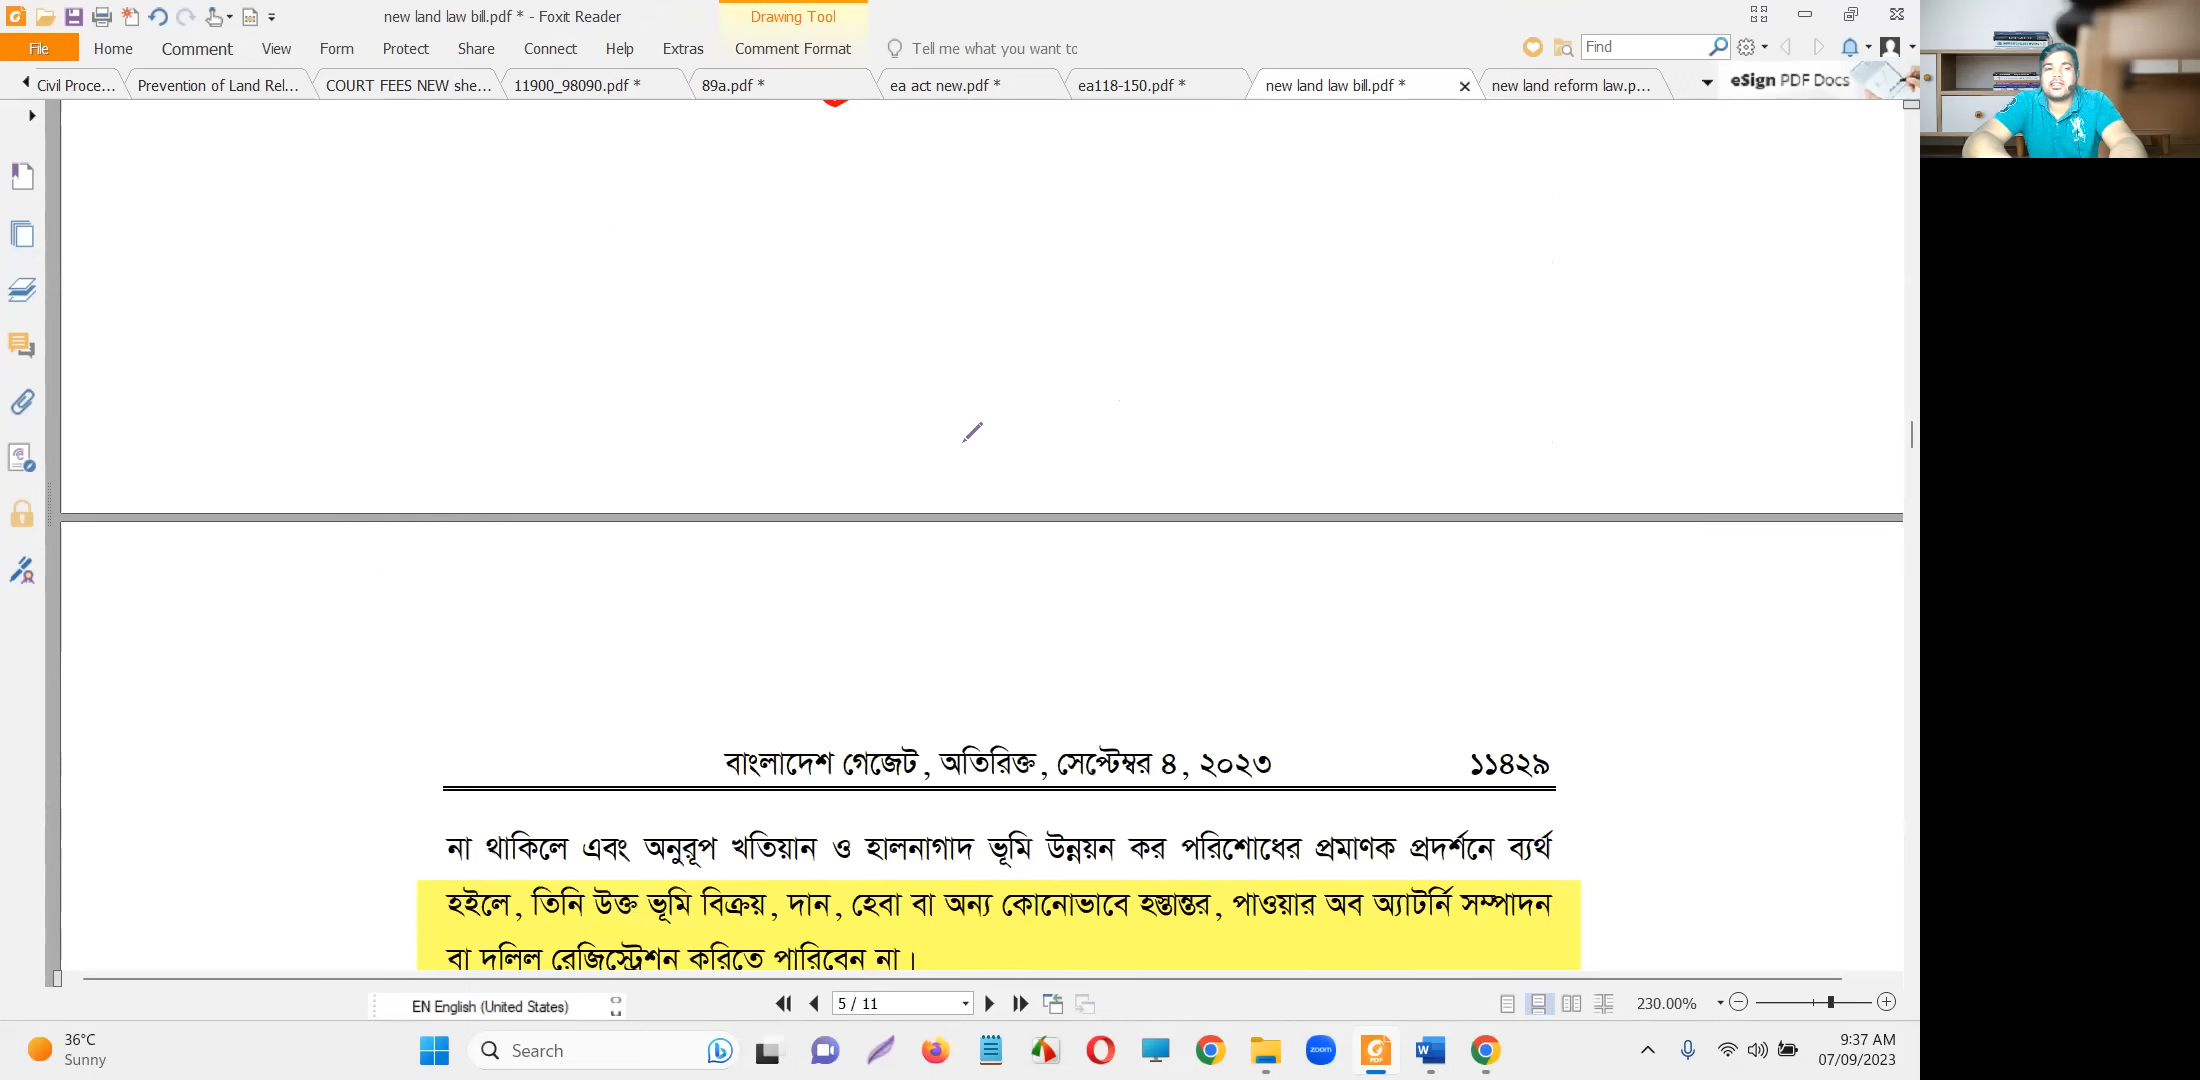 new land law bill.pdf * - Foxit Reader
Drawing Tool
File Home Comment View Form Protect Share Connect Help Extras Comment Format Tell me what you want to Find
Civil Proce... Prevention of Land Rel... COURT FEES NEW she... 11900_98090.pdf * 89a.pdf * ea act new.pdf * ea118-150.pdf * new land law bill.pdf * new land reform law.p... eSign PDF Docs
বাংলাদেশ গেজেট, অতিরিক্ত, সেপ্টেম্বর ৪, ২০২৩ ১১৪২৯
না থাকিলে এবং অনুরূপ খতিয়ান ও হালনাগাদ ভূমি উন্নয়ন কর পরিশোধের প্রমাণক প্রদর্শনে ব্যর্থ
হইলে, তিনি উক্ত ভূমি বিক্রয়, দান, হেবা বা অন্য কোনোভাবে হস্তান্তর, পাওয়ার অব অ্যাটর্নি সম্পাদন
বা দলিল রেজিস্ট্রেশন করিতে পারিবেন না।
EN English (United States)
5 / 11
230.00%
36°C
Sunny
Search
zoom
9:37 AM
07/09/2023